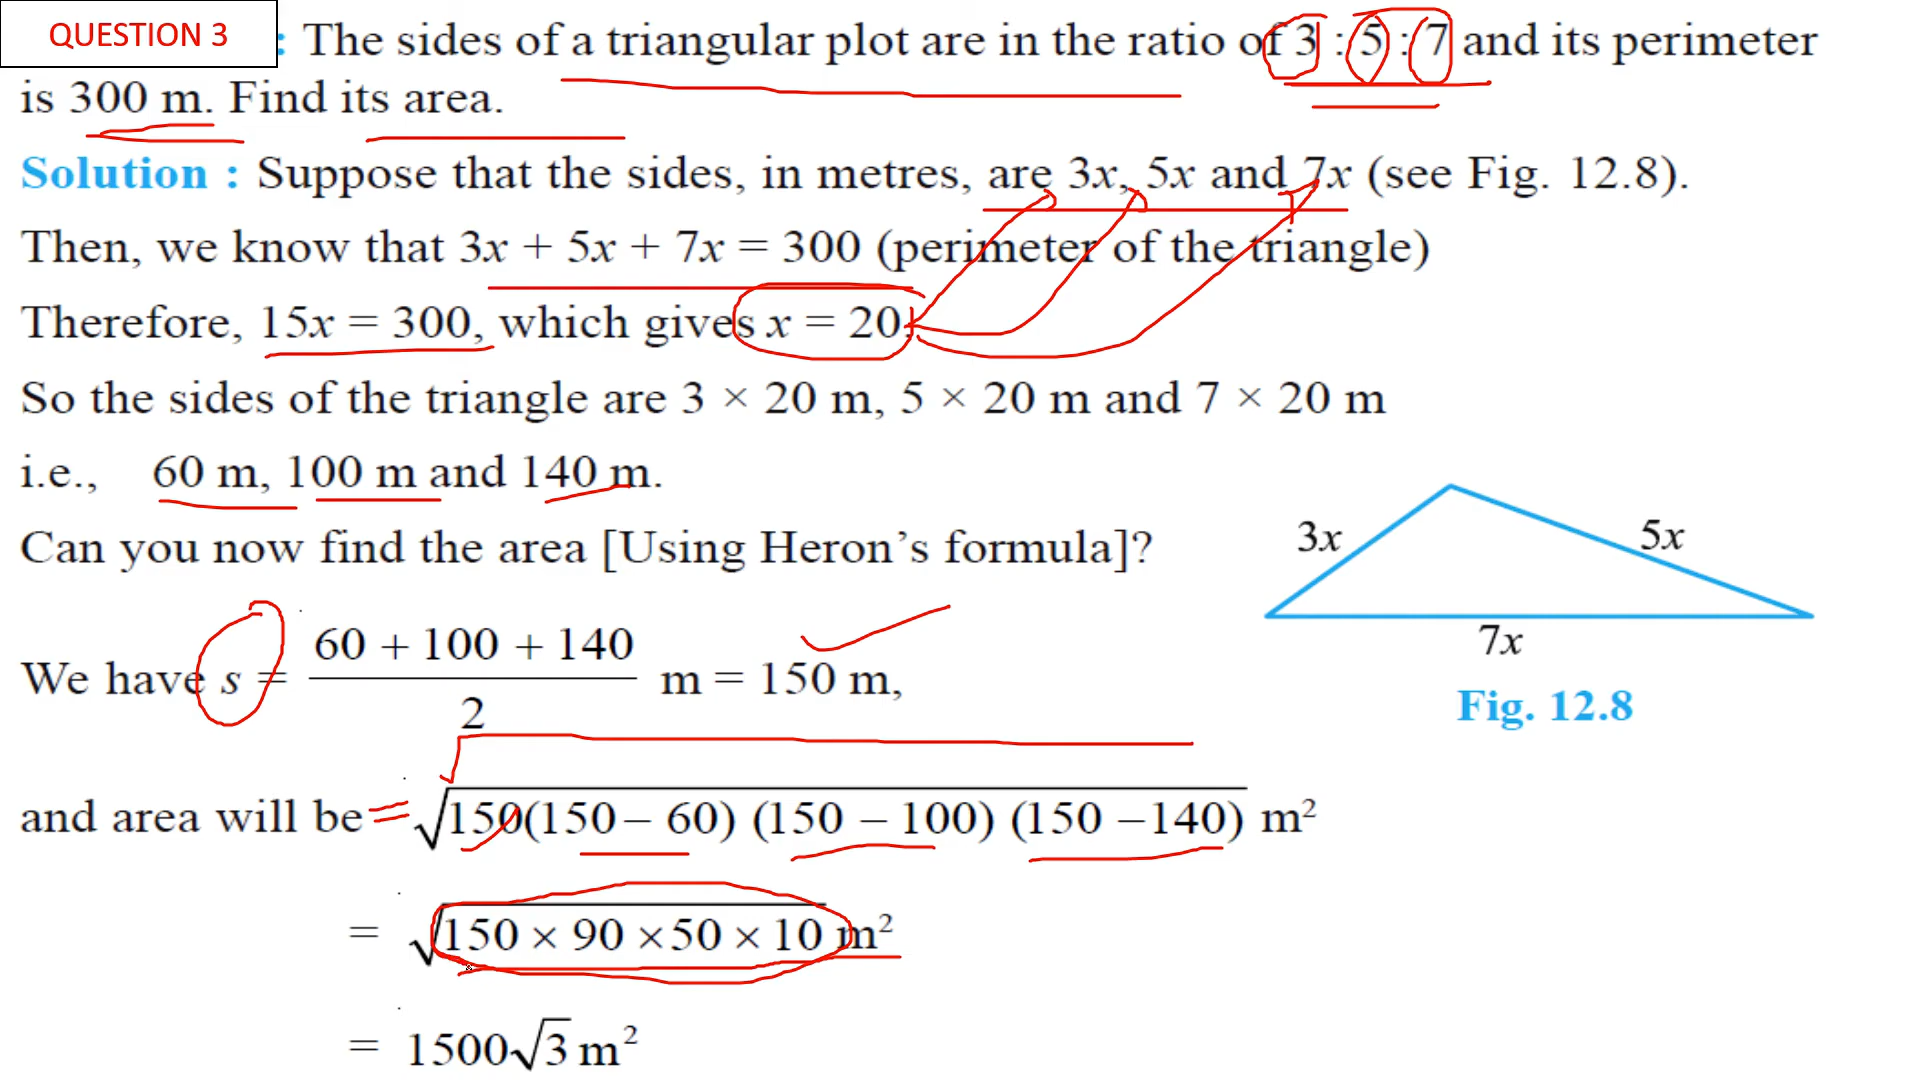 QUESTION 3 : The sides of a triangular plot are in the ratio of 3 : 5 : 7 and its perimeter
is 300 m. Find its area.
Solution : Suppose that the sides, in metres, are 3x, 5x and 7x (see Fig. 12.8).
Then, we know that 3x + 5x + 7x = 300 (perimeter of the triangle)
Therefore, 15x = 300, which gives x = 20.
So the sides of the triangle are 3 × 20 m, 5 × 20 m and 7 × 20 m
i.e., 60 m, 100 m and 140 m.
Can you now find the area [Using Heron’s formula]?
3x
5x
7x
Fig. 12.8
We have s = (60 + 100 + 140)/2 m = 150 m,
and area will be = √150(150 – 60) (150 – 100) (150 –140) m²
= √150 × 90 ×50 × 10 m²
= 1500√3 m²